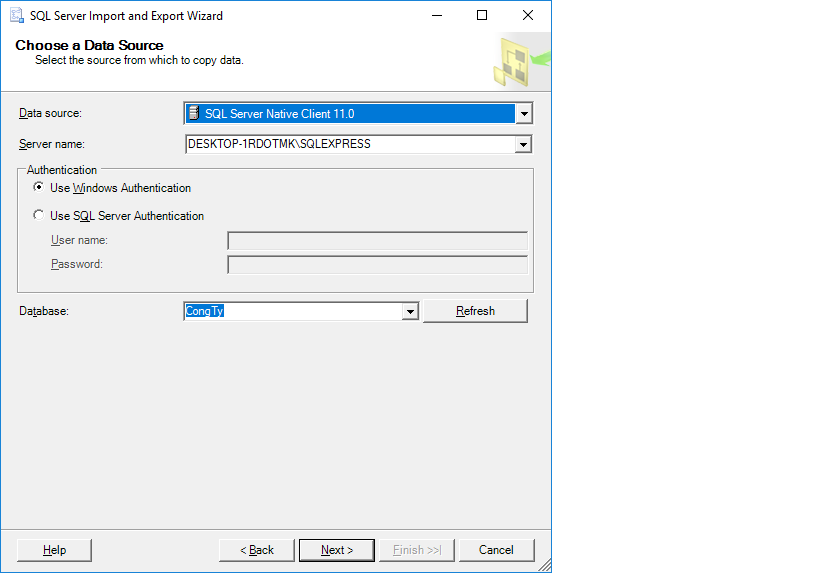 SQL Server Import and Export Wizard
Choose a Data Source
Select the source from which to copy data.
Data source:
SQL Server Native Client 11.0
Server name:
DESKTOP-1RDOTMK\SQLEXPRESS
Authentication
Use Windows Authentication
Use SQL Server Authentication
User name:
Password:
Database:
CongTy
Refresh
Help
< Back
Next >
Finish >>|
Cancel